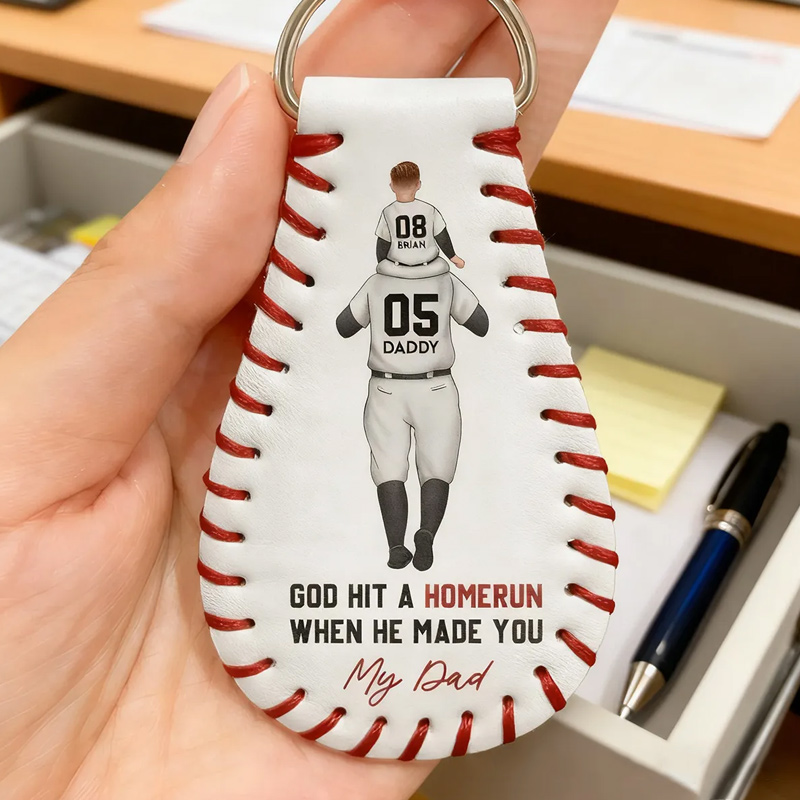 08
BRIAN
05
DADDY
GOD HIT A HOMERUN
WHEN HE MADE YOU
My Dad